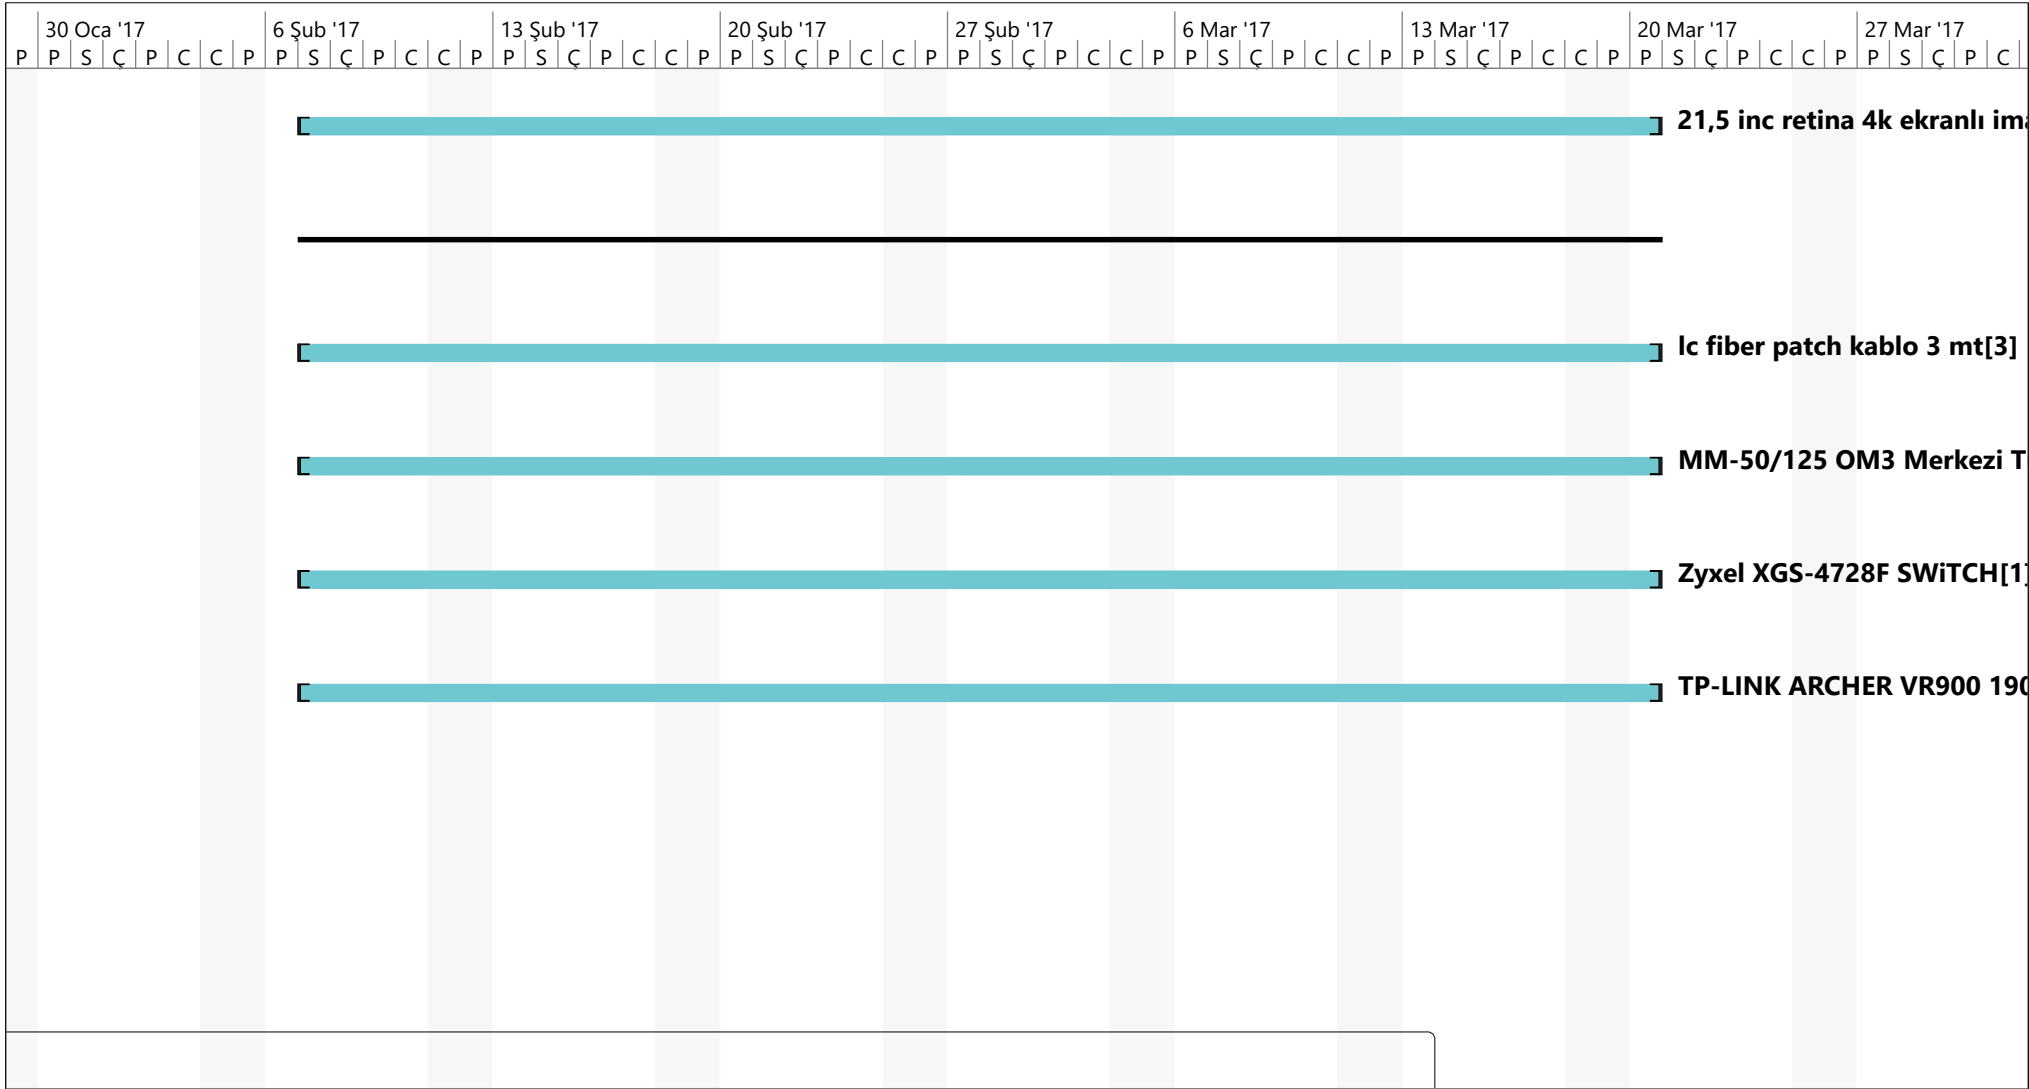 30 Oca '17 6 Şub '17 13 Şub '17 20 Şub '17 27 Şub '17 6 Mar '17 13 Mar '17 20 Mar '17 27 Mar '17
P P S Ç P C C P P S Ç P C C P P S Ç P C C P P S Ç P C C P P S Ç P C C P P S Ç P C C P P S Ç P C C P P S Ç P C C P P S Ç P C
21,5 inc retina 4k ekranlı
lc fiber patch kablo 3 mt[3]
MM-50/125 OM3 Merkezi T
Zyxel XGS-4728F SWiTCH[1]
TP-LINK ARCHER VR900